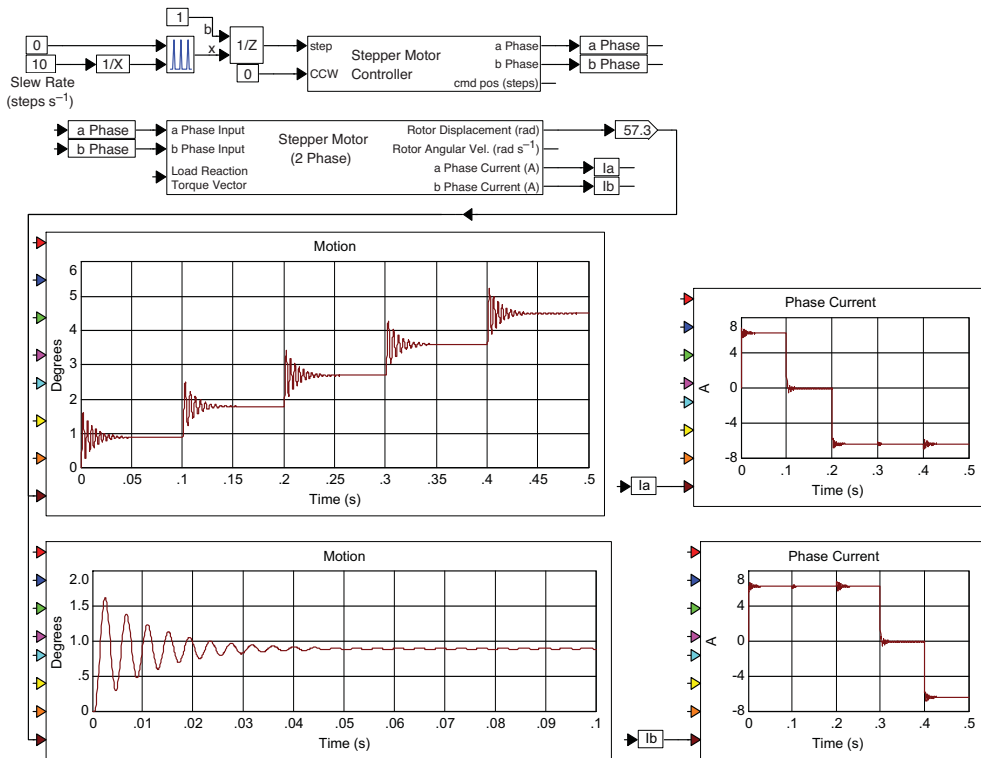 1
b
0
10
1/X
x
1/Z
0
Slew Rate
(steps s⁻¹)
step
CCW
Stepper Motor
Controller
a Phase
b Phase
cmd pos (steps)
a Phase
b Phase
a Phase
b Phase
a Phase Input
b Phase Input
Load Reaction
Torque Vector
Stepper Motor
(2 Phase)
Rotor Displacement (rad)
Rotor Angular Vel. (rad s⁻¹)
a Phase Current (A)
b Phase Current (A)
57.3
Ia
Ib
Motion
Degrees
6
5
4
3
2
1
0
0 .05 .1 .15 .2 .25 .3 .35 .4 .45 .5
Time (s)
Ia
Phase Current
A
8
4
0
-4
-8
0 .1 .2 .3 .4 .5
Time (s)
Motion
Degrees
2.0
1.5
1.0
.5
0
0 .01 .02 .03 .04 .05 .06 .07 .08 .09 .1
Time (s)
Ib
Phase Current
A
8
4
0
-4
-8
0 .1 .2 .3 .4 .5
Time (s)